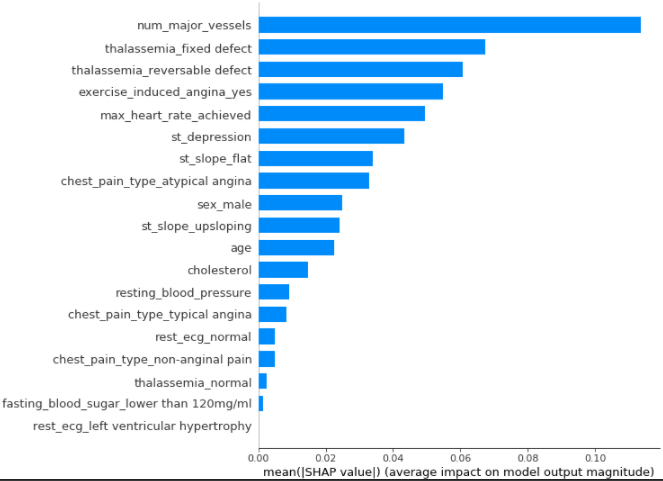 num_major_vessels
thalassemia_fixed defect
thalassemia_reversable defect
exercise_induced_angina_yes
max_heart_rate_achieved
st_depression
st_slope_flat
chest_pain_type_atypical angina
sex_male
st_slope_upsloping
age
cholesterol
resting_blood_pressure
chest_pain_type_typical angina
rest_ecg_normal
chest_pain_type_non-anginal pain
thalassemia_normal
fasting_blood_sugar_lower than 120mg/ml
rest_ecg_left ventricular hypertrophy
0.00 0.02 0.04 0.06 0.08 0.10
mean(|SHAP value|) (average impact on model output magnitude)